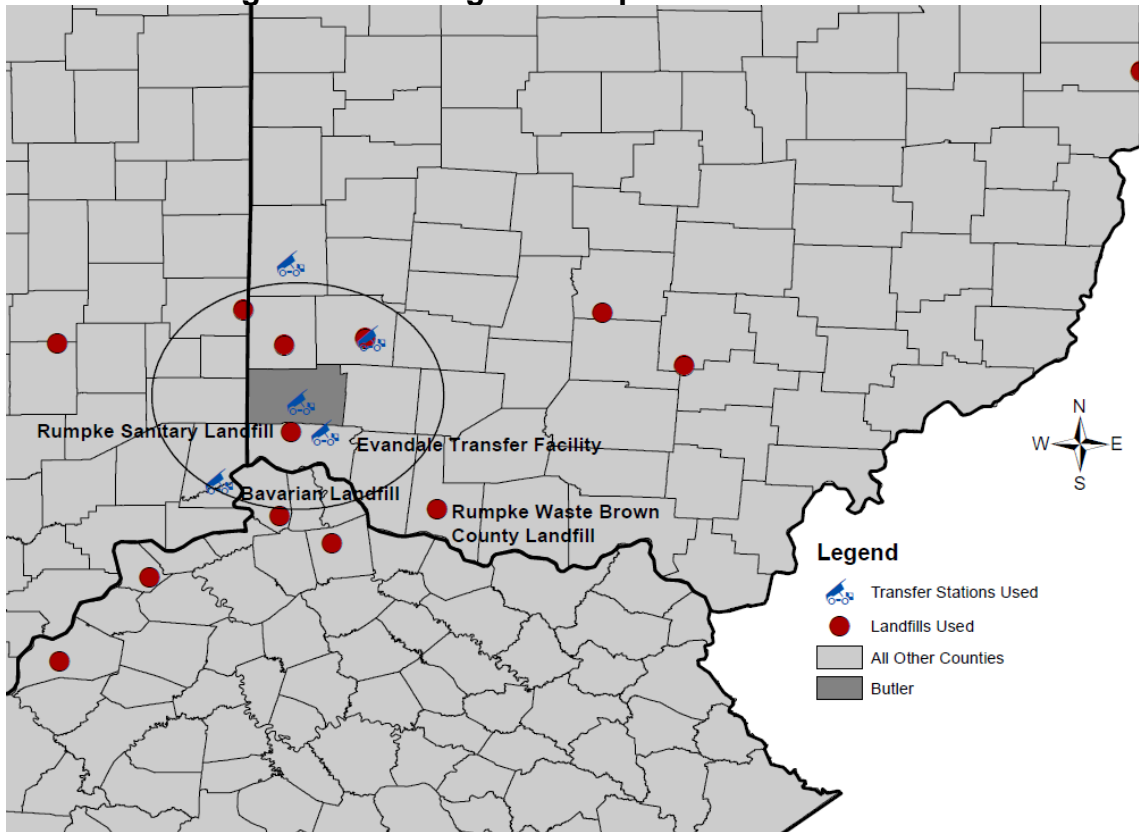 Rumpke Sanitary Landfill
Evandale Transfer Facility
Bavarian Landfill
Rumpke Waste Brown
County Landfill
N
W
E
S
Legend
Transfer Stations Used
Landfills Used
All Other Counties
Butler